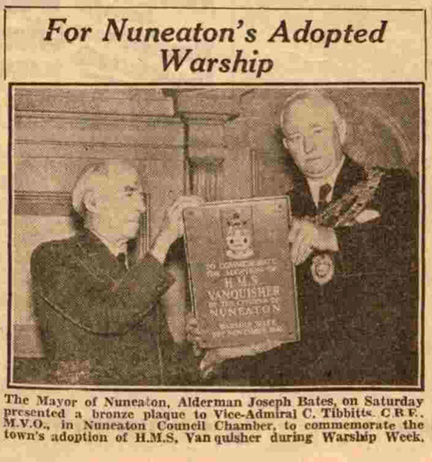 For Nuneaton's Adopted
Warship
TO COMMEMORATE
THE ADOPTION OF
H.M.S.
VANQUISHER
BY THE CITIZENS OF
NUNEATON
WARSHIP WEEK
NOVEMBER
The Mayor of Nuneaton, Alderman Joseph Bates, on Saturday
presented a bronze plaque to Vice-Admiral C. Tibbitts, C.B.E.,
M.V.O., in Nuneaton Council Chamber, to commemorate the
town's adoption of H.M.S. Vanquisher during Warship Week.